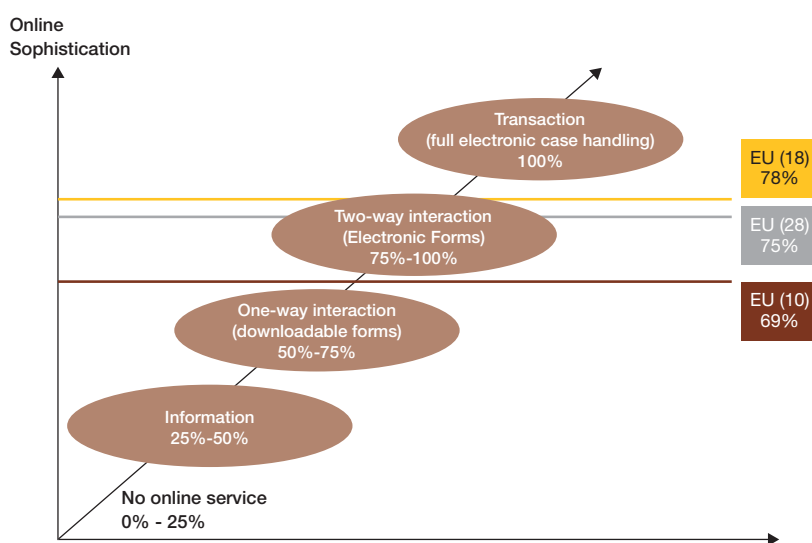 Online
Sophistication
Transaction
(full electronic case handling)
100%
EU (18)
78%
Two-way interaction
(Electronic Forms)
75%-100%
EU (28)
75%
One-way interaction
(downloadable forms)
50%-75%
EU (10)
69%
Information
25%-50%
No online service
0% - 25%